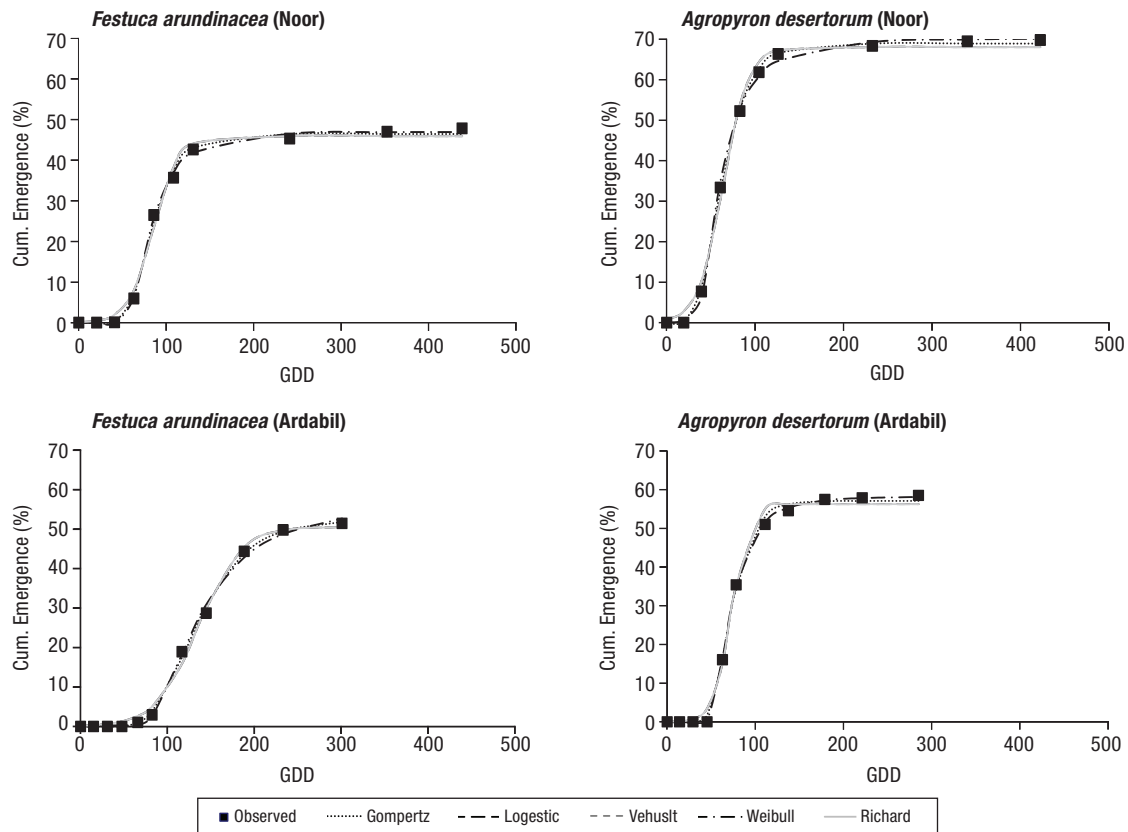 Festuca arundinacea (Noor)
70
60
50
40
30
20
10
0
Cum. Emergence (%)
0 100 200 300 400 500
GDD
Agropyron desertorum (Noor)
70
60
50
40
30
20
10
0
Cum. Emergence (%)
0 100 200 300 400 500
GDD
Festuca arundinacea (Ardabil)
70
60
50
40
30
20
10
0
Cum. Emergence (%)
0 100 200 300 400 500
GDD
Agropyron desertorum (Ardabil)
70
60
50
40
30
20
10
0
Cum. Emergence (%)
0 100 200 300 400 500
GDD
Observed Gompertz Logestic Vehuslt Weibull Richard